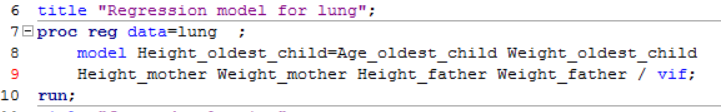 6 title "Regression model for lung";
7 proc reg data=lung ;
8 model Height_oldest_child=Age_oldest_child Weight_oldest_child
9 Height_mother Weight_mother Height_father Weight_father / vif;
10 run;